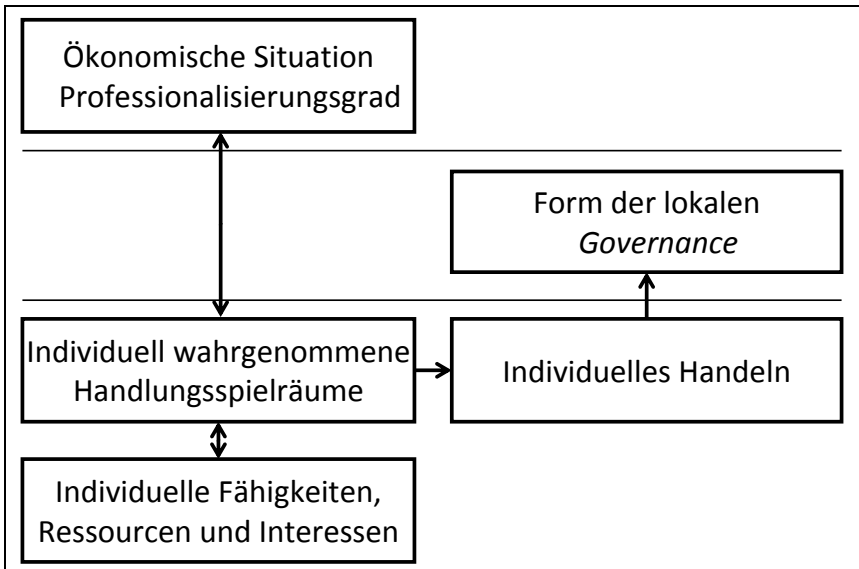 Ökonomische Situation
Professionalisierungsgrad
Form der lokalen
Governance
Individuell wahrgenommene
Handlungsspielräume
Individuelles Handeln
Individuelle Fähigkeiten,
Ressourcen und Interessen